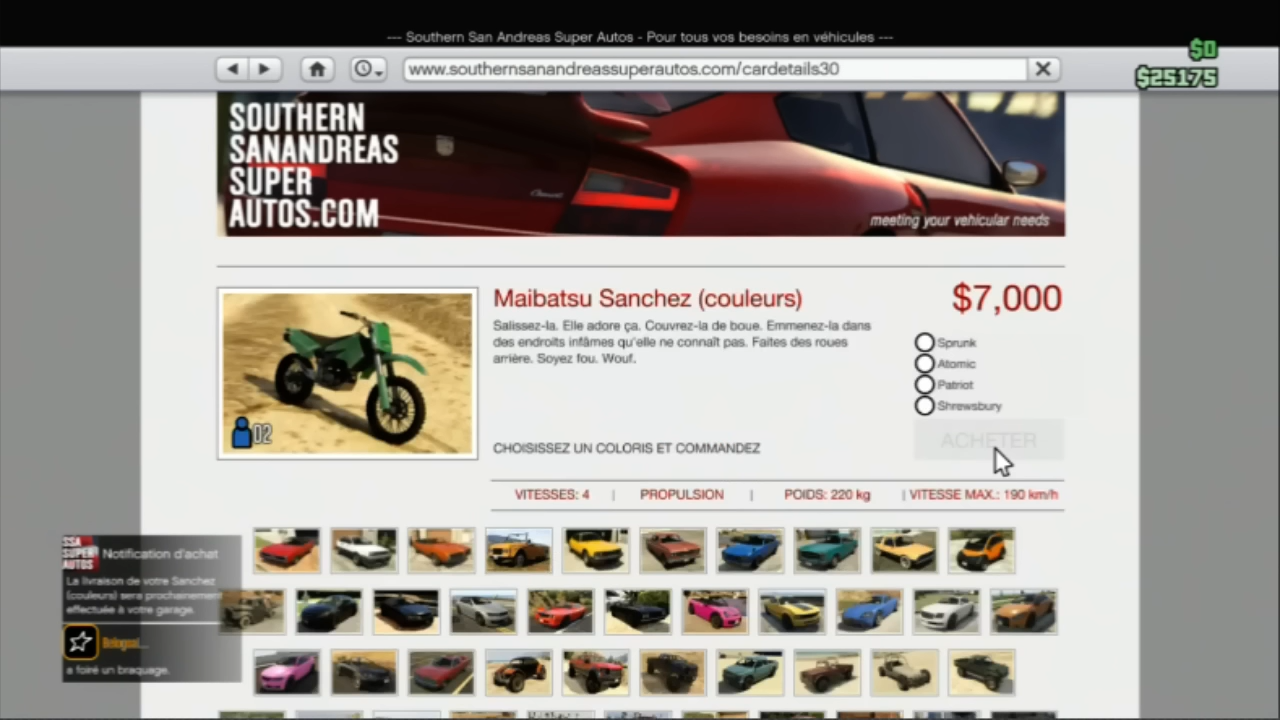 --- Southern San Andreas Super Autos - Pour tous vos besoins en véhicules ---
$0
www.southernsanandreassuperautos.com/cardetails30
$25175
SOUTHERN
SANANDREAS
SUPER
AUTOS.COM
meeting your vehicular needs
Maibatsu Sanchez (couleurs)
$7,000
Salissez-la. Elle adore ça. Couvrez-la de boue. Emmenez-la dans
des endroits infâmes qu'elle ne connaît pas. Faites des roues
arrière. Soyez fou. Wouf.
Sprunk
Atomic
Patriot
Shrewsbury
02
CHOISISSEZ UN COLORIS ET COMMANDEZ
ACHETER
VITESSES: 4 | PROPULSION | POIDS: 220 kg | VITESSE MAX.: 190 km/h
SSA
SUPER
AUTOS
Notification d'achat
La livraison de votre Sanchez
(couleurs) sera prochainement
effectuée à votre garage.
a foiré un braquage.